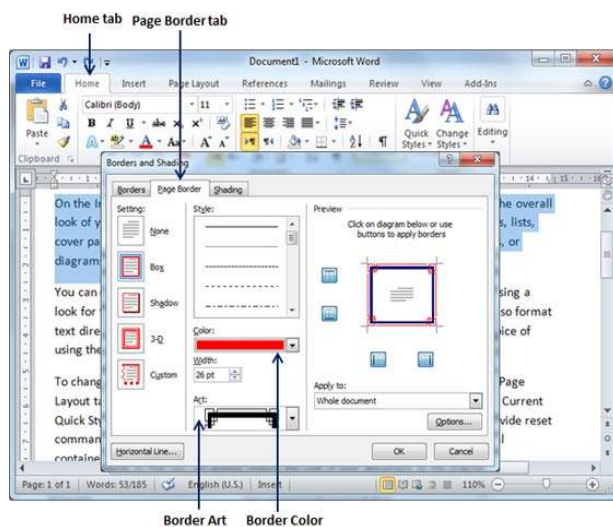 Home tab Page Border tab
Document1 - Microsoft Word
File Home Insert Page Layout References Mailings Review View Add-Ins
Calibri (Body) 11
B I U abc
Paste
Quick Styles Change Styles Editing
Clipboard
Borders and Shading
Borders Page Border Shading
On the In
he overall
look of y
s, lists,
cover pa
s, or
diagram
You can
sing a
look for
so format
text dire
oice of
using the
To chang
Page
Layout ta
Current
Quick Sty
vide reset
comman
containe
Setting: Style: Preview
None
Click on diagram below or use
buttons to apply borders
Box
Shadow
3-D
Color:
Width:
Custom
26 pt
Apply to:
Whole document
Art:
Options...
Horizontal Line...
OK Cancel
Page: 1 of 1 Words: 53/185 English (U.S.) Insert 110%
Border Art Border Color